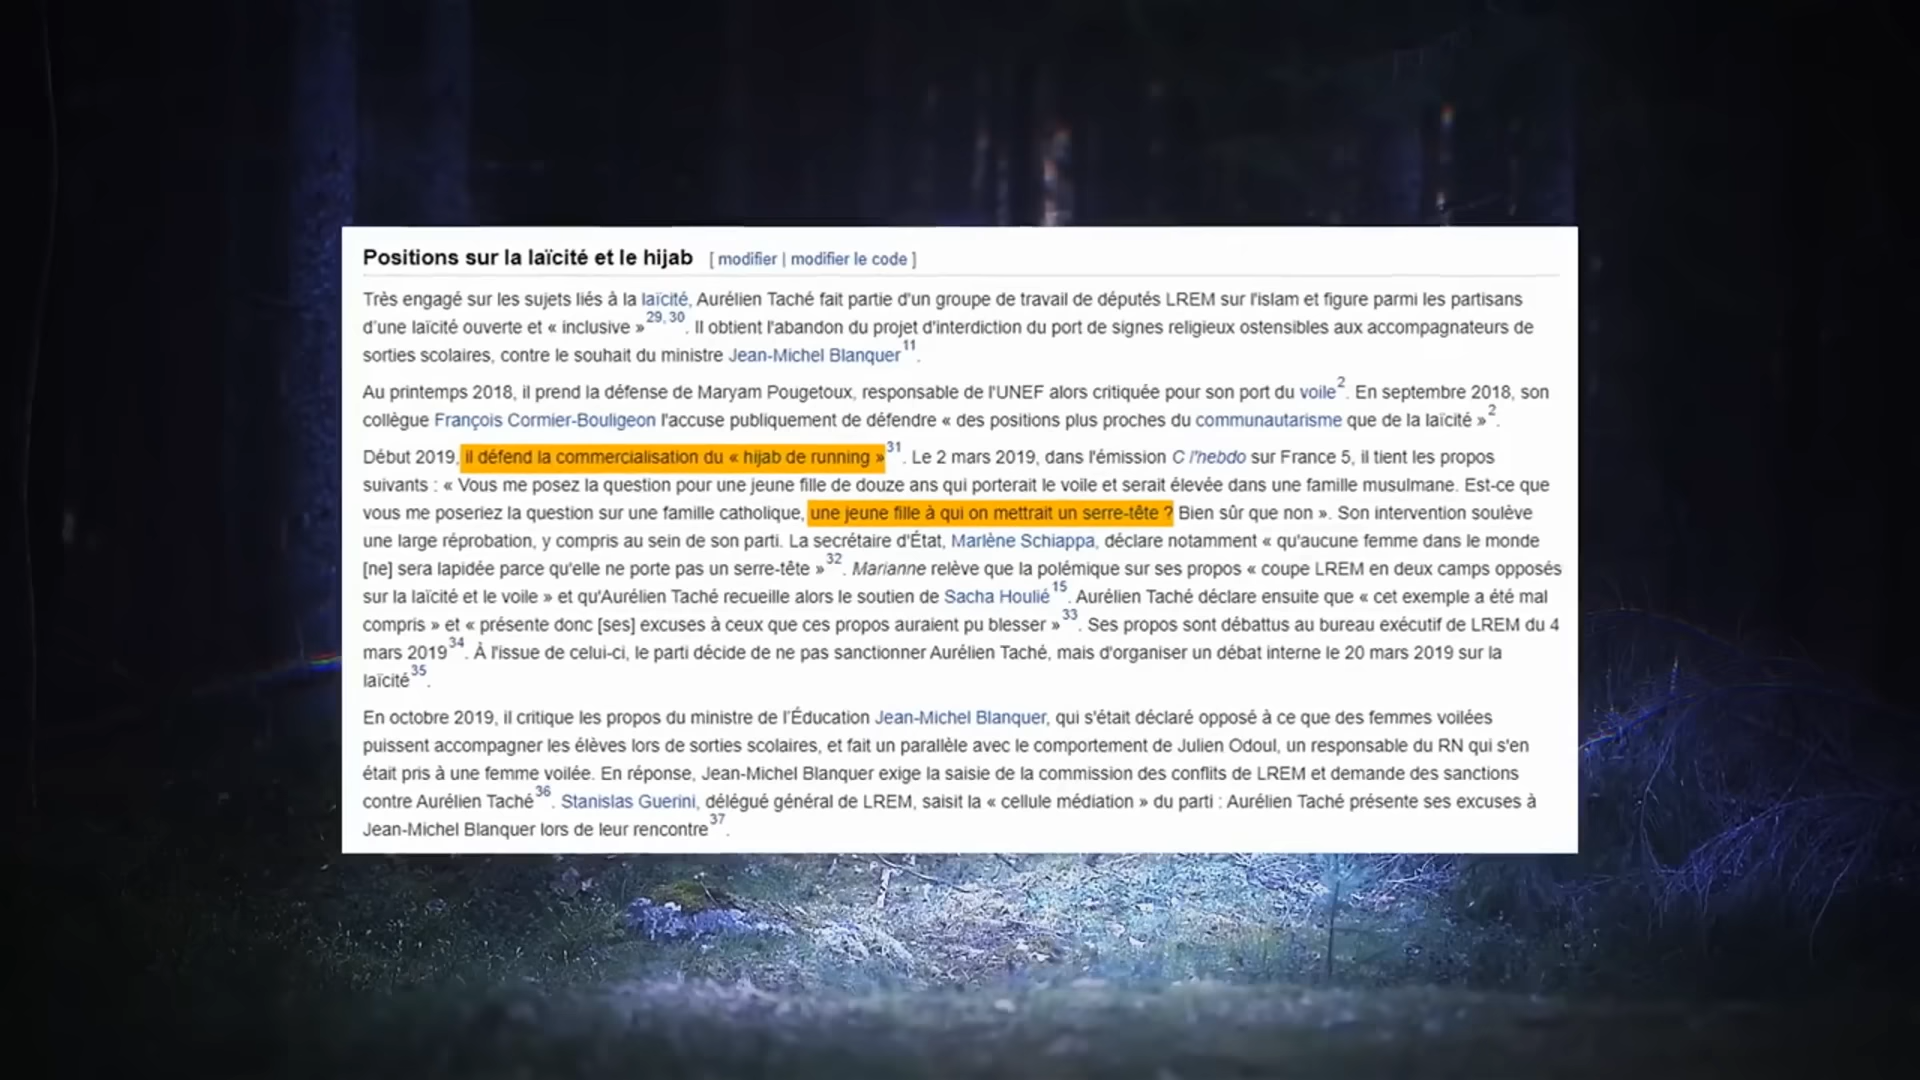 Positions sur la laïcité et le hijab [ modifier | modifier le code ]
Très engagé sur les sujets liés à la laïcité, Aurélien Taché fait partie d'un groupe de travail de députés LREM sur l'islam et figure parmi les partisans
d'une laïcité ouverte et « inclusive »29, 30. Il obtient l'abandon du projet d'interdiction du port de signes religieux ostensibles aux accompagnateurs de
sorties scolaires, contre le souhait du ministre Jean-Michel Blanquer11.
Au printemps 2018, il prend la défense de Maryam Pougetoux, responsable de l'UNEF alors critiquée pour son port du voile2. En septembre 2018, son
collègue François Cormier-Bouligeon l'accuse publiquement de défendre « des positions plus proches du communautarisme que de la laïcité »2.
Début 2019, il défend la commercialisation du « hijab de running »31. Le 2 mars 2019, dans l'émission C l'hebdo sur France 5, il tient les propos
suivants : « Vous me posez la question pour une jeune fille de douze ans qui porterait le voile et serait élevée dans une famille musulmane. Est-ce que
vous me poseriez la question sur une famille catholique, une jeune fille à qui on mettrait un serre-tête ? Bien sûr que non ». Son intervention soulève
une large réprobation, y compris au sein de son parti. La secrétaire d'État, Marlène Schiappa, déclare notamment « qu'aucune femme dans le monde
[ne] sera lapidée parce qu'elle ne porte pas un serre-tête »32. Marianne relève que la polémique sur ses propos « coupe LREM en deux camps opposés
sur la laïcité et le voile » et qu'Aurélien Taché recueille alors le soutien de Sacha Houlié15. Aurélien Taché déclare ensuite que « cet exemple a été mal
compris » et « présente donc [ses] excuses à ceux que ces propos auraient pu blesser »33. Ses propos sont débattus au bureau exécutif de LREM du 4
mars 201934. À l'issue de celui-ci, le parti décide de ne pas sanctionner Aurélien Taché, mais d'organiser un débat interne le 20 mars 2019 sur la
laïcité35.
En octobre 2019, il critique les propos du ministre de l'Éducation Jean-Michel Blanquer, qui s'était déclaré opposé à ce que des femmes voilées
puissent accompagner les élèves lors de sorties scolaires, et fait un parallèle avec le comportement de Julien Odoul, un responsable du RN qui s'en
était pris à une femme voilée. En réponse, Jean-Michel Blanquer exige la saisie de la commission des conflits de LREM et demande des sanctions
contre Aurélien Taché36. Stanislas Guerini, délégué général de LREM, saisit la « cellule médiation » du parti : Aurélien Taché présente ses excuses à
Jean-Michel Blanquer lors de leur rencontre37.